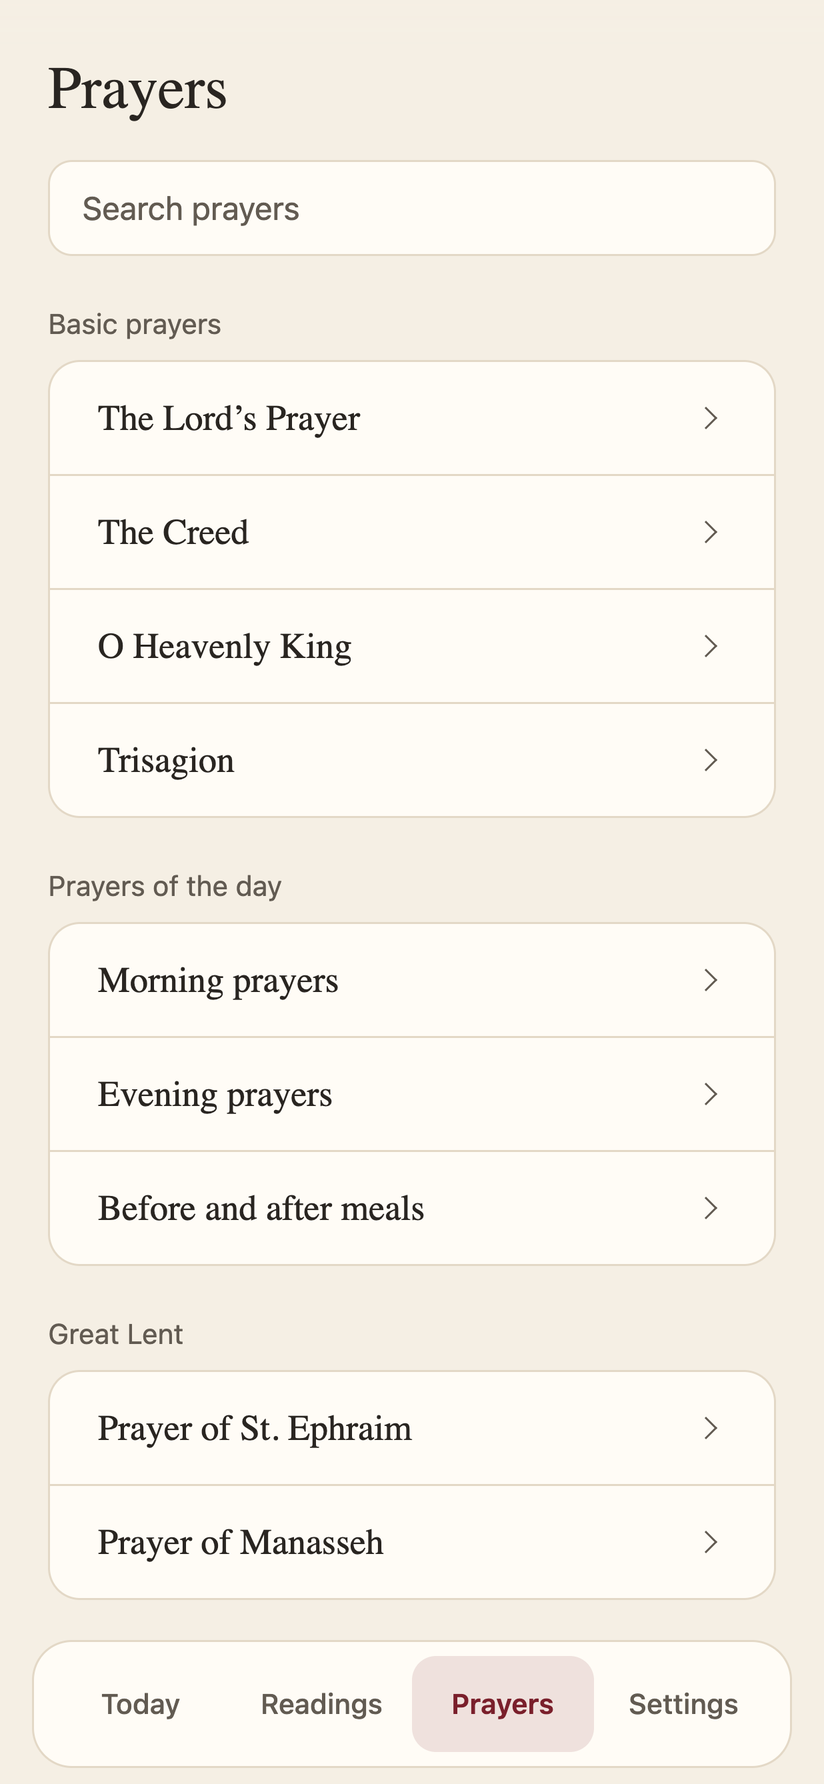 Prayers
Search prayers
Basic prayers
The Lord’s Prayer
The Creed
O Heavenly King
Trisagion
Prayers of the day
Morning prayers
Evening prayers
Before and after meals
Great Lent
Prayer of St. Ephraim
Prayer of Manasseh
Today Readings Prayers Settings